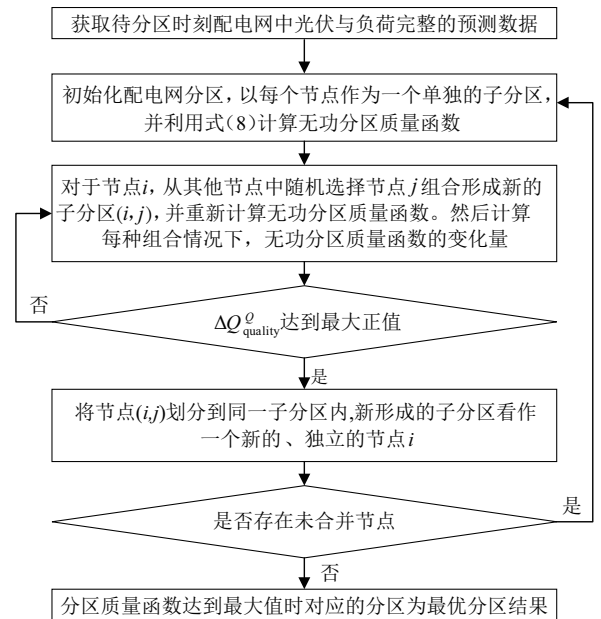 获取待分区时刻配电网中光伏与负荷完整的预测数据
初始化配电网分区，以每个节点作为一个单独的子分区，
并利用式(8)计算无功分区质量函数
对于节点i，从其他节点中随机选择节点j组合形成新的
子分区(i,j)，并重新计算无功分区质量函数。然后计算
每种组合情况下，无功分区质量函数的变化量
否
ΔQ^Q_quality达到最大正值
是
将节点(i,j)划分到同一子分区内,新形成的子分区看作
一个新的、独立的节点i
是
是否存在未合并节点
否
分区质量函数达到最大值时对应的分区为最优分区结果